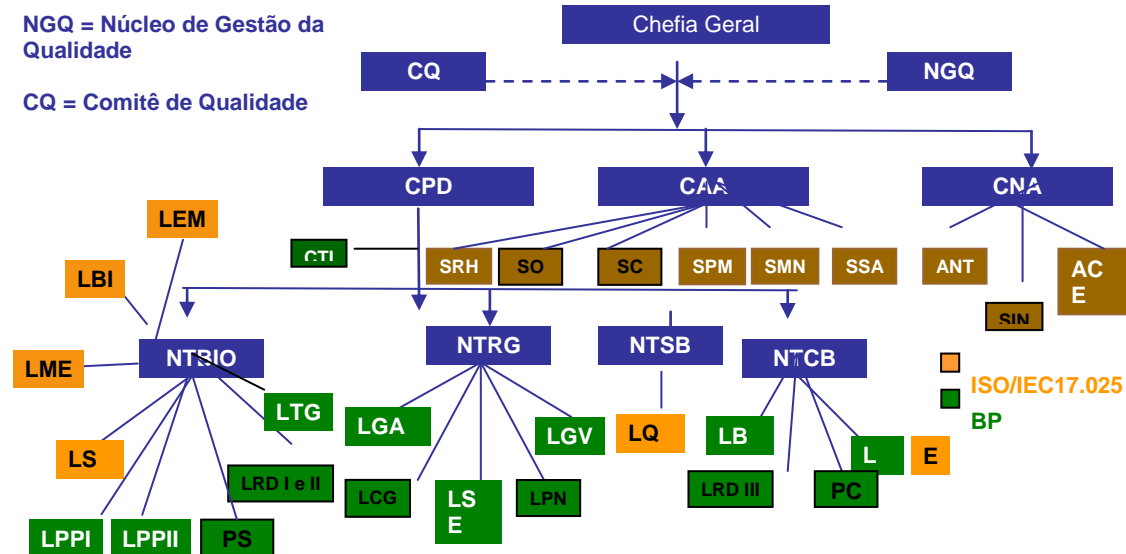 NGQ = Núcleo de Gestão da
Qualidade
CQ = Comitê de Qualidade
Chefia Geral
CQ
NGQ
CPD
CAA
CNA
LEM
CTI
SRH
SO
SC
SPM
SMN
SSA
ANT
AC
E
LBI
SIN
NTBIO
NTRG
NTSB
NTCB
LME
ISO/IEC17.025
BP
LTG
LGA
LGV
LQ
LB
L
E
LS
LRD I e II
LCG
LS
E
LPN
LRD III
PC
LPPI
LPPII
PS